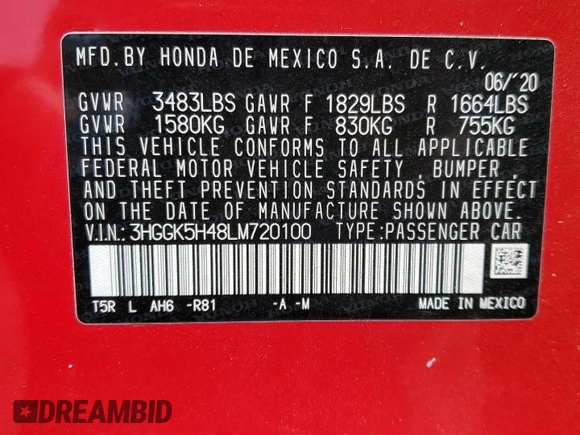 MFD.BY HONDA DE MEXICO S.A. DE C.V.
06/'20
GVWR 3483LBS GAWR F 1829LBS R 1664LBS
GVWR 1580KG GAWR F 830KG R 755KG
THIS VEHICLE CONFORMS TO ALL APPLICABLE
FEDERAL MOTOR VEHICLE SAFETY , BUMPER ,
AND THEFT PREVENTION STANDARDS IN EFFECT
ON THE DATE OF MANUFACTURE SHOWN ABOVE.
V.I.N.: 3HGGK5H48LM720100 TYPE:PASSENGER CAR
T5R L AH6 -R81 -A -M MADE IN MEXICO
DREAMBID